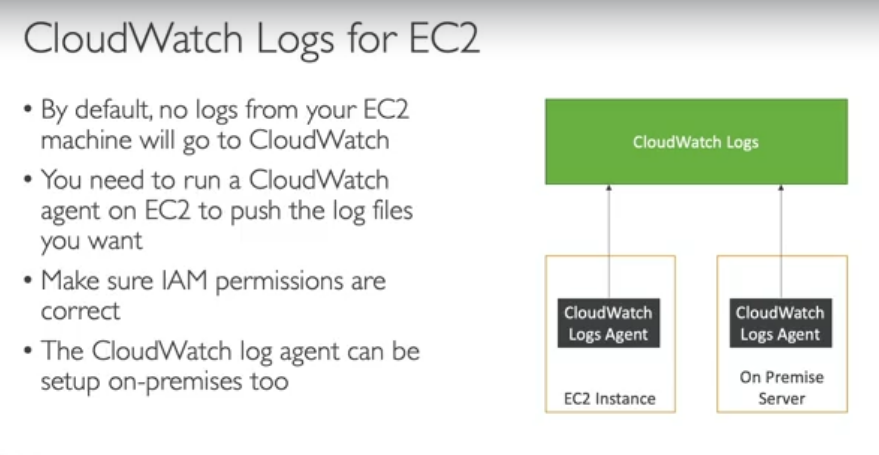 CloudWatch Logs for EC2
• By default, no logs from your EC2
machine will go to CloudWatch
• You need to run a CloudWatch
agent on EC2 to push the log files
you want
• Make sure IAM permissions are
correct
• The CloudWatch log agent can be
setup on-premises too
CloudWatch Logs
CloudWatch
Logs Agent
EC2 Instance
CloudWatch
Logs Agent
On Premise
Server